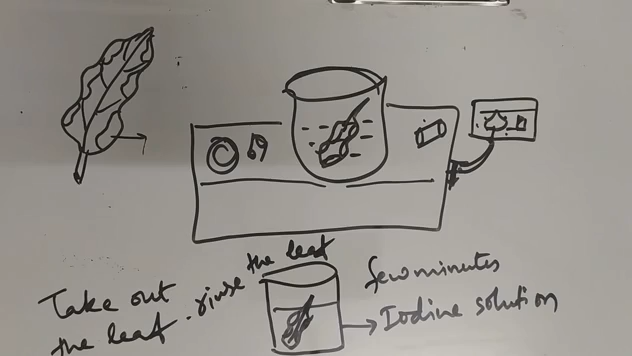 Take out
the leaf. rinse the leaf
few minutes
Iodine solution